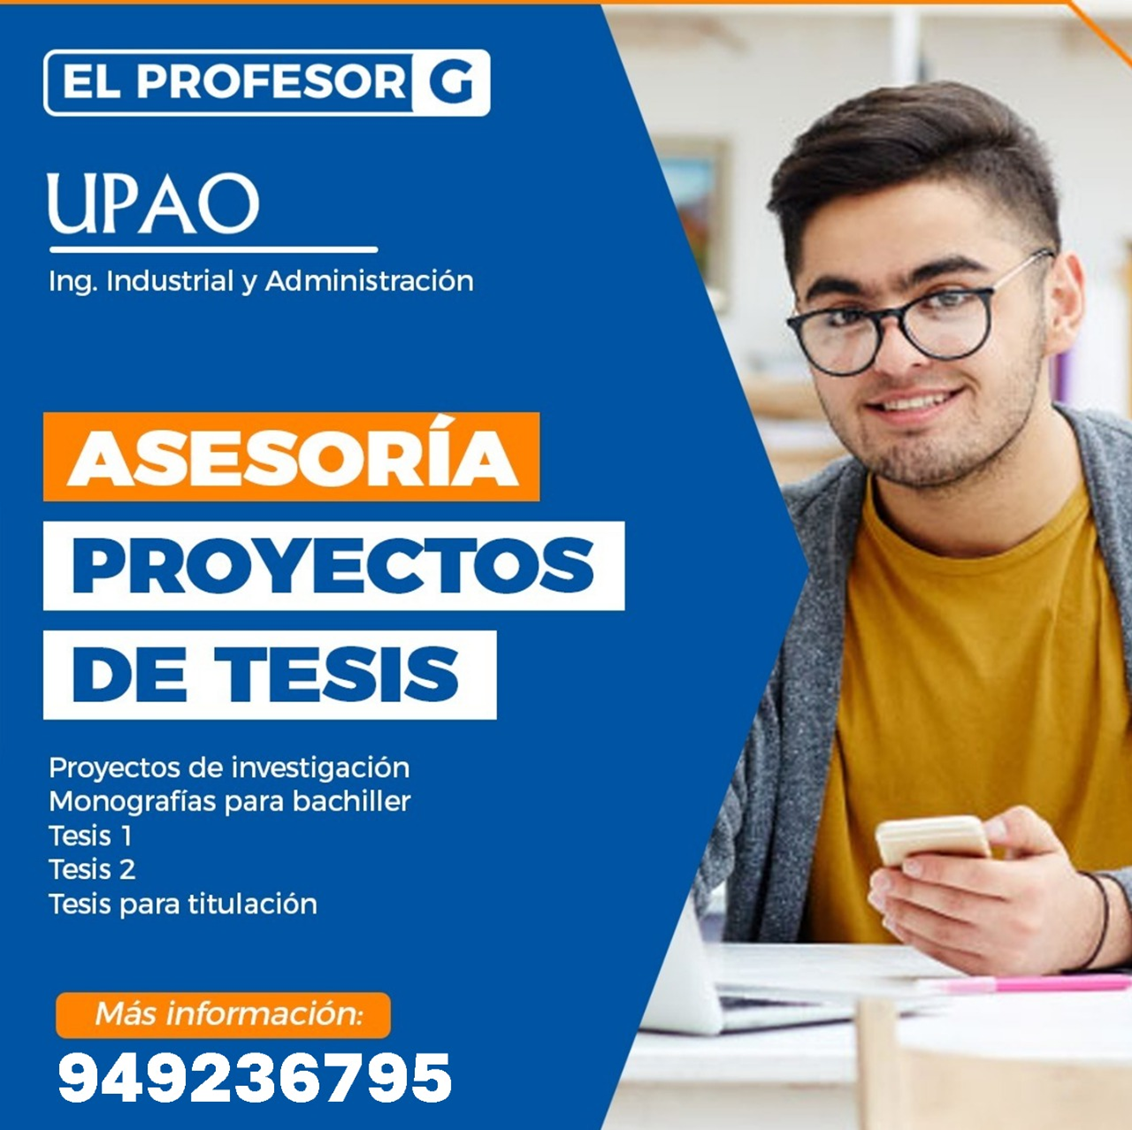 EL PROFESOR G
UPAO
Ing. Industrial y Administración
ASESORÍA
PROYECTOS
DE TESIS
Proyectos de investigación
Monografías para bachiller
Tesis 1
Tesis 2
Tesis para titulación
Más información:
949236795